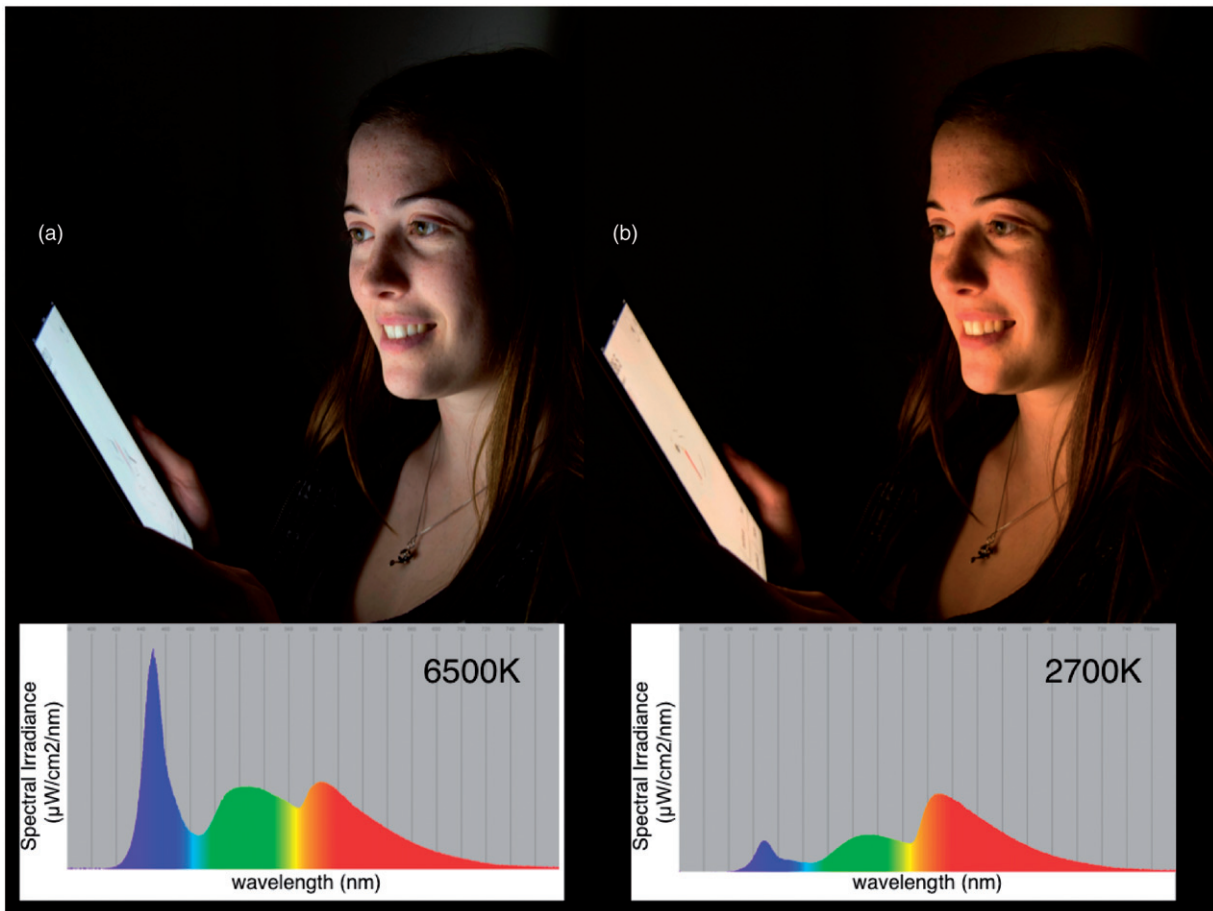 (a)
(b)
6500K
Spectral Irradiance
(µW/cm2/nm)
wavelength (nm)
2700K
Spectral Irradiance
(µW/cm2/nm)
wavelength (nm)